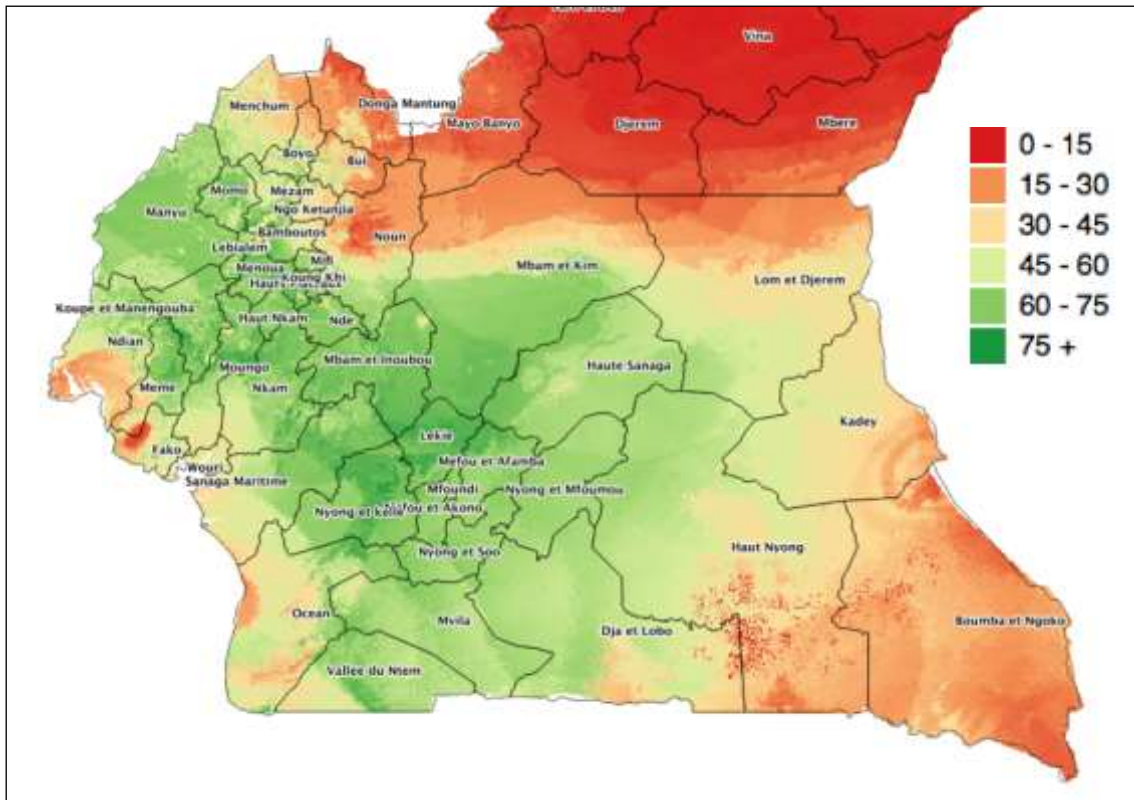 Vina
Donga Mantung
Menchum
Mayo Banyo
Djerem
Mbere
0 - 15
15 - 30
30 - 45
45 - 60
60 - 75
75 +
Boyo
Bui
Momo
Mezam
Manyu
Ngo Ketunjia
Bamboutos
Noun
Lebialem
Mifi
Menoua
Koung Khi
Mbam et Kim
Lom et Djerem
Koupe et Manengouba
Haut Nkam
Nde
Ndian
Mbam et Inoubou
Moungo
Haute Sanaga
Meme
Nkam
Kadey
Lekie
Fako
Mefou et Afamba
Wouri
Sanaga Maritime
Mfoundi
Nyong et Mfoumou
Nyong et Kelle
et Akono
Nyong et Soo
Haut Nyong
Ocean
Mvila
Dja et Lobo
Boumba et Ngoko
Vallee du Ntem